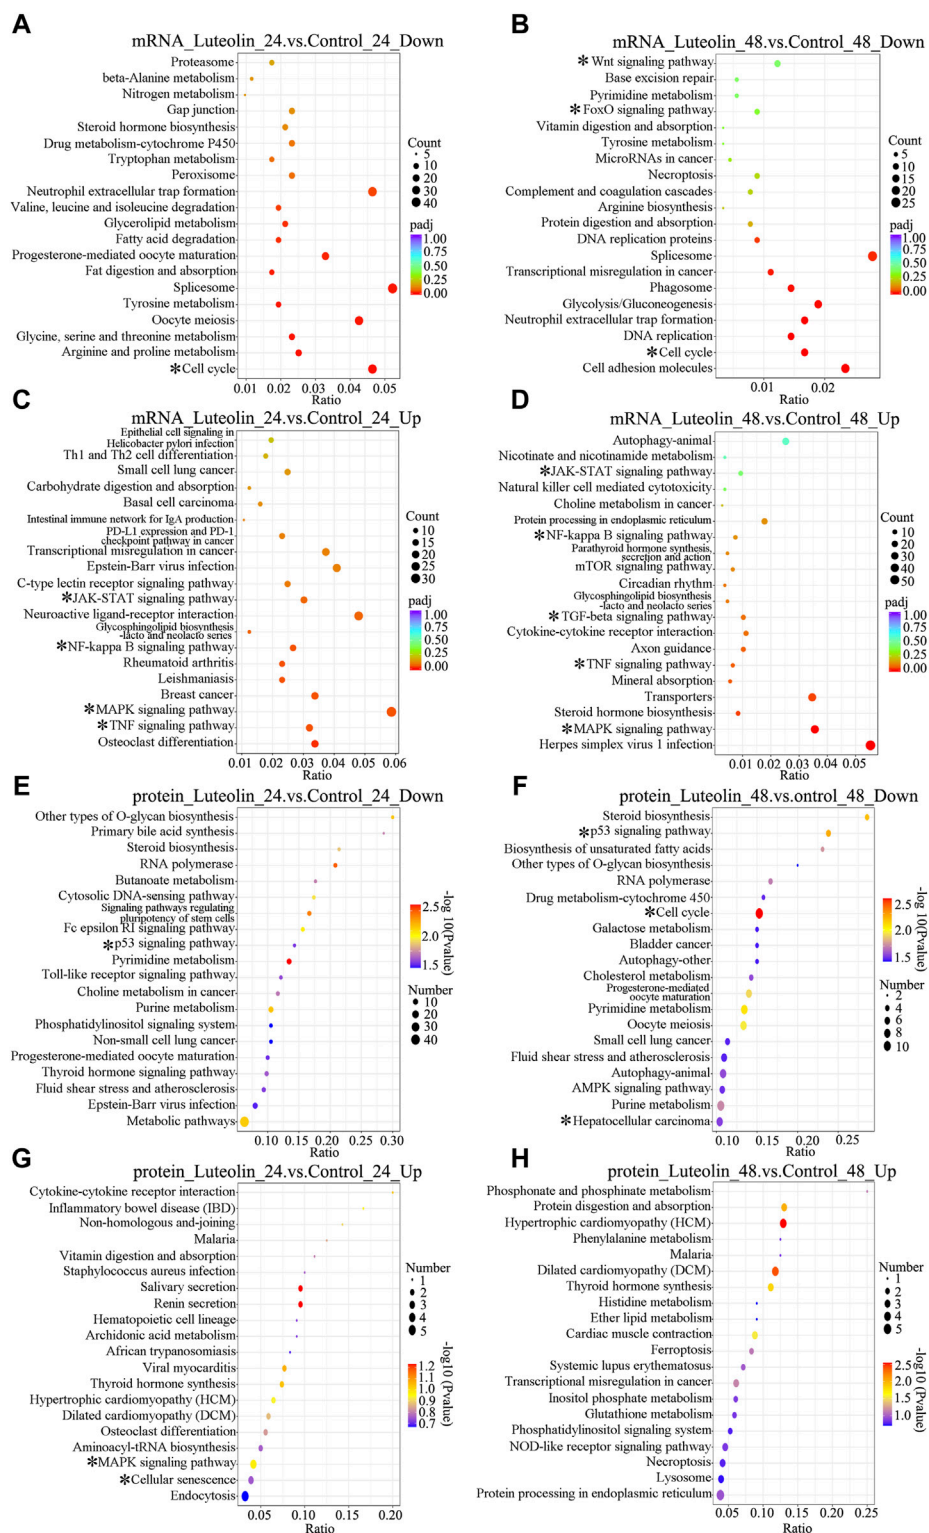 A
mRNA_Luteolin_24.vs.Control_24_Down
Proteasome
beta-Alanine metabolism
Nitrogen metabolism
Gap junction
Steroid hormone biosynthesis
Drug metabolism-cytochrome P450
Tryptophan metabolism
Peroxisome
Neutrophil extracellular trap formation
Valine, leucine and isoleucine degradation
Glycerolipid metabolism
Fatty acid degradation
Progesterone-mediated oocyte maturation
Fat digestion and absorption
Splicesome
Tyrosine metabolism
Oocyte meiosis
Glycine, serine and threonine metabolism
Arginine and proline metabolism
*Cell cycle
0.01 0.02 0.03 0.04 0.05
Ratio
Count
5
10
20
30
40
padj
1.00
0.75
0.50
0.25
0.00
B
mRNA_Luteolin_48.vs.Control_48_Down
*Wnt signaling pathway
Base excision repair
Pyrimidine metabolism
*FoxO signaling pathway
Vitamin digestion and absorption
Tyrosine metabolism
MicroRNAs in cancer
Necroptosis
Complement and coagulation cascades
Arginine biosynthesis
Protein digestion and absorption
DNA replication proteins
Splicesome
Transcriptional misregulation in cancer
Phagosome
Glycolysis/Gluconeogenesis
Neutrophil extracellular trap formation
DNA replication
*Cell cycle
Cell adhesion molecules
0.01 0.02
Ratio
Count
5
10
15
20
25
padj
1.00
0.75
0.50
0.25
0.00
C
mRNA_Luteolin_24.vs.Control_24_Up
Epithelial cell signaling in
Helicobacter pylori infection
Th1 and Th2 cell differentiation
Small cell lung cancer
Carbohydrate digestion and absorption
Basal cell carcinoma
Intestinal immune network for IgA production
PD-L1 expression and PD-1
checkpoint pathway in cancer
Transcriptional misregulation in cancer
Epstein-Barr virus infection
C-type lectin receptor signaling pathway
*JAK-STAT signaling pathway
Neuroactive ligand-receptor interaction
Glycosphingolipid biosynthesis
-lacto and neolacto series
*NF-kappa B signaling pathway
Rheumatoid arthritis
Leishmaniasis
Breast cancer
*MAPK signaling pathway
*TNF signaling pathway
Osteoclast differentiation
0.01 0.02 0.03 0.04 0.05 0.06
Ratio
Count
10
15
20
25
30
padj
1.00
0.75
0.50
0.25
0.00
D
mRNA_Luteolin_48.vs.Control_48_Up
Autophagy-animal
Nicotinate and nicotinamide metabolism
*JAK-STAT signaling pathway
Natural killer cell mediated cytotoxicity
Choline metabolism in cancer
Protein processing in endoplasmic reticulum
*NF-kappa B signaling pathway
Parathyroid hormone synthesis,
secretion and action
mTOR signaling pathway
Circadian rhythm
Glycosphingolipid biosynthesis
-lacto and neolacto series
*TGF-beta signaling pathway
Cytokine-cytokine receptor interaction
Axon guidance
*TNF signaling pathway
Mineral absorption
Transporters
Steroid hormone biosynthesis
*MAPK signaling pathway
Herpes simplex virus 1 infection
0.01 0.02 0.03 0.04 0.05
Ratio
Count
10
20
30
40
50
padj
1.00
0.75
0.50
0.25
0.00
E
protein_Luteolin_24.vs.Control_24_Down
Other types of O-glycan biosynthesis
Primary bile acid synthesis
Steroid biosynthesis
RNA polymerase
Butanoate metabolism
Cytosolic DNA-sensing pathway
Signaling pathways regulating
pluripotency of stem cells
Fc epsilon RI signaling pathway
*p53 signaling pathway
Pyrimidine metabolism
Toll-like receptor signaling pathway
Choline metabolism in cancer
Purine metabolism
Phosphatidylinositol signaling system
Non-small cell lung cancer
Progesterone-mediated oocyte maturation
Thyroid hormone signaling pathway
Fluid shear stress and atherosclerosis
Epstein-Barr virus infection
Metabolic pathways
0.10 0.15 0.20 0.25 0.30
Ratio
2.5
2.0
1.5
-log 10(Pvalue)
Number
10
20
30
40
F
protein_Luteolin_48.vs.ontrol_48_Down
Steroid biosynthesis
*p53 signaling pathway
Biosynthesis of unsaturated fatty acids
Other types of O-glycan biosynthesis
RNA polymerase
Drug metabolism-cytochrome 450
*Cell cycle
Galactose metabolism
Bladder cancer
Autophagy-other
Cholesterol metabolism
Progesterone-mediated
oocyte maturation
Pyrimidine metabolism
Oocyte meiosis
Small cell lung cancer
Fluid shear stress and atherosclerosis
Autophagy-animal
AMPK signaling pathway
Purine metabolism
*Hepatocellular carcinoma
0.10 0.15 0.20 0.25
Ratio
2.5
2.0
1.5
-log 10(Pvalue)
Number
2
4
6
8
10
G
protein_Luteolin_24.vs.Control_24_Up
Cytokine-cytokine receptor interaction
Inflammatory bowel disease (IBD)
Non-homologous and-joining
Malaria
Vitamin digestion and absorption
Staphylococcus aureus infection
Salivary secretion
Renin secretion
Hematopoietic cell lineage
Archidonic acid metabolism
African trypanosomiasis
Viral myocarditis
Thyroid hormone synthesis
Hypertrophic cardiomyopathy (HCM)
Dilated cardiomyopathy (DCM)
Osteoclast differentiation
Aminoacyl-tRNA biosynthesis
*MAPK signaling pathway
*Cellular senescence
Endocytosis
0.05 0.10 0.15 0.20
Ratio
Number
1
2
3
4
5
1.2
1.1
1.0
0.9
0.8
0.7
-log10 (Pvalue)
H
protein_Luteolin_48.vs.Control_48_Up
Phosphonate and phosphinate metabolism
Protein disgestion and absorption
Hypertrophic cardiomyopathy (HCM)
Phenylalanine metabolism
Malaria
Dilated cardiomyopathy (DCM)
Thyroid hormone synthesis
Histidine metabolism
Ether lipid metabolism
Cardiac muscle contraction
Ferroptosis
Systemic lupus erythematosus
Transcriptional misregulation in cancer
Inositol phosphate metabolism
Glutathione metabolism
Phosphatidylinositol signaling system
NOD-like receptor signaling pathway
Necroptosis
Lysosome
Protein processing in endoplasmic reticulum
0.05 0.10 0.15 0.20 0.25
Ratio
Number
1
2
3
4
5
2.5
2.0
1.5
1.0
-log10 (Pvalue)